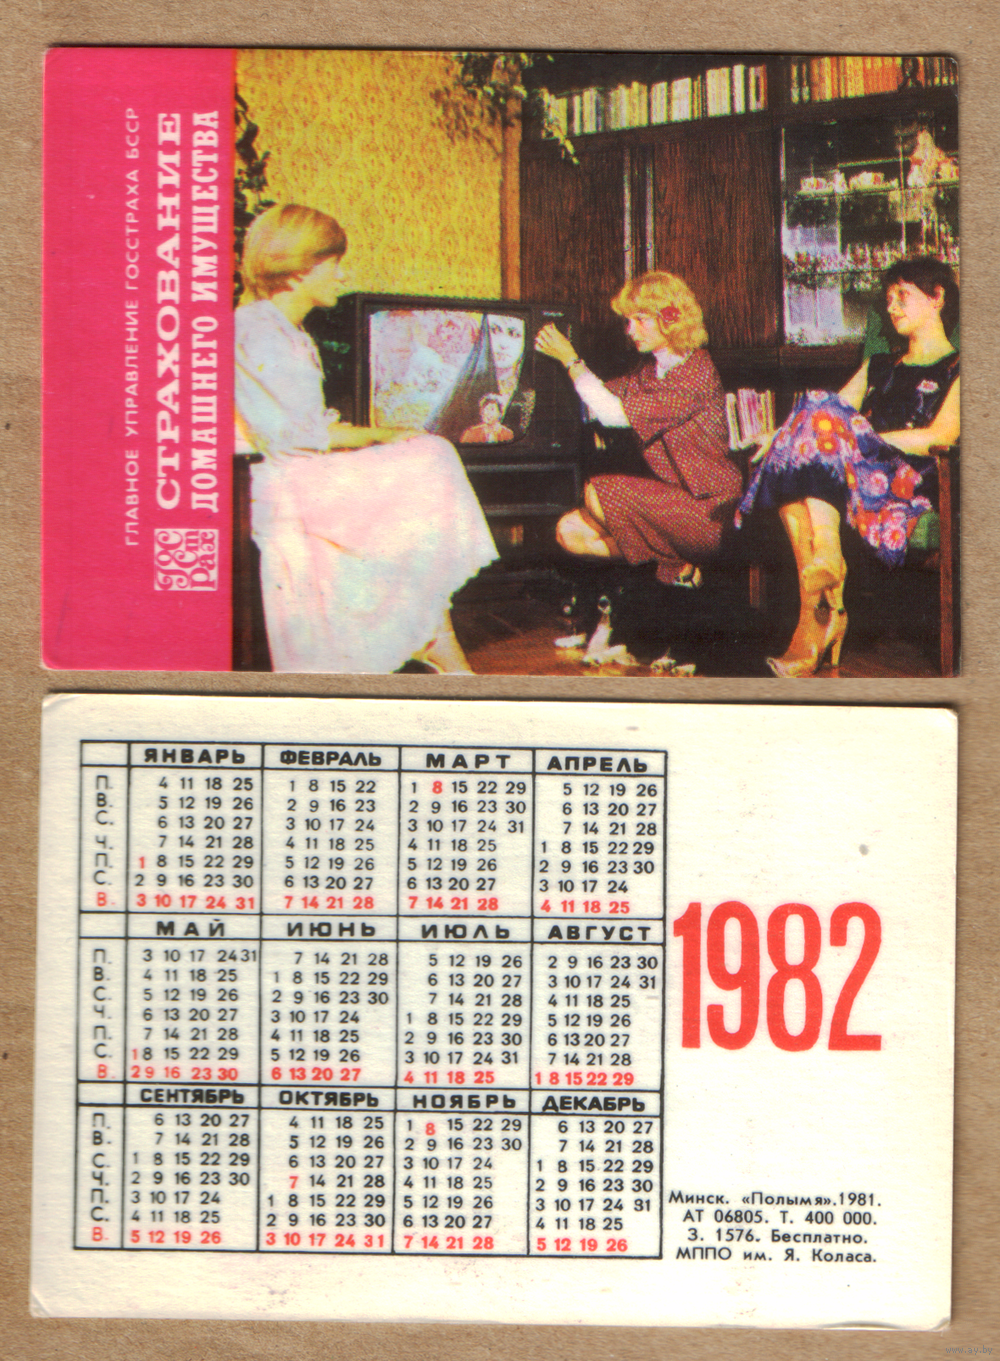 ГЛАВНОЕ УПРАВЛЕНИЕ ГОССТРАХА БССР
СТРАХОВАНИЕ
ДОМАШНЕГО ИМУЩЕСТВА
Гос
ст
Рах
ЯНВАРЬ ФЕВРАЛЬ МАРТ АПРЕЛЬ
П. 4 11 18 25 1 8 15 22 1 8 15 22 29 5 12 19 26
В. 5 12 19 26 2 9 16 23 2 9 16 23 30 6 13 20 27
С. 6 13 20 27 3 10 17 24 3 10 17 24 31 7 14 21 28
Ч. 7 14 21 28 4 11 18 25 4 11 18 25 1 8 15 22 29
П. 1 8 15 22 29 5 12 19 26 5 12 19 26 2 9 16 23 30
С. 2 9 16 23 30 6 13 20 27 6 13 20 27 3 10 17 24
В. 3 10 17 24 31 7 14 21 28 7 14 21 28 4 11 18 25
МАЙ ИЮНЬ ИЮЛЬ АВГУСТ
П. 3 10 17 24 31 7 14 21 28 5 12 19 26 2 9 16 23 30
В. 4 11 18 25 1 8 15 22 29 6 13 20 27 3 10 17 24 31
С. 5 12 19 26 2 9 16 23 30 7 14 21 28 4 11 18 25
Ч. 6 13 20 27 3 10 17 24 1 8 15 22 29 5 12 19 26
П. 7 14 21 28 4 11 18 25 2 9 16 23 30 6 13 20 27
С. 1 8 15 22 29 5 12 19 26 3 10 17 24 31 7 14 21 28
В. 2 9 16 23 30 6 13 20 27 4 11 18 25 1 8 15 22 29
СЕНТЯБРЬ ОКТЯБРЬ НОЯБРЬ ДЕКАБРЬ
П. 6 13 20 27 4 11 18 25 1 8 15 22 29 6 13 20 27
В. 7 14 21 28 5 12 19 26 2 9 16 23 30 7 14 21 28
С. 1 8 15 22 29 6 13 20 27 3 10 17 24 1 8 15 22 29
Ч. 2 9 16 23 30 7 14 21 28 4 11 18 25 2 9 16 23 30
П. 3 10 17 24 1 8 15 22 29 5 12 19 26 3 10 17 24 31
С. 4 11 18 25 2 9 16 23 30 6 13 20 27 4 11 18 25
В. 5 12 19 26 3 10 17 24 31 7 14 21 28 5 12 19 26
1982
Минск. «Полымя». 1981.
АТ 06805. Т. 400 000.
З. 1576. Бесплатно.
МППО им. Я. Коласа.
www.ay.by